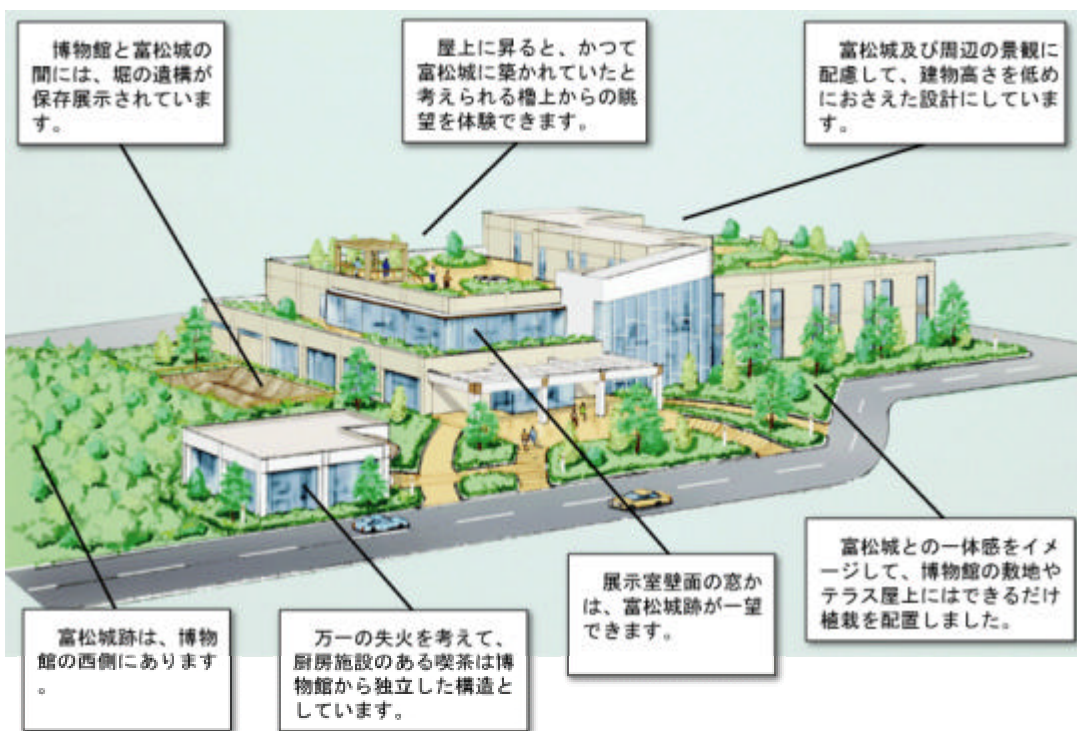 博物館と富松城の
間には、堀の遺構が
保存展示されていま
す。
屋上に昇ると、かつて
富松城に築かれていたと
考えられる櫓上からの眺
望を体験できます。
富松城及び周辺の景観に
配慮して、建物高さを低め
におさえた設計にしていま
す。
富松城跡は、博物
館の西側にあります
。
万一の失火を考えて、
厨房施設のある喫茶は博
物館から独立した構造と
しています。
展示室壁面の窓か
は、富松城跡が一望
できます。
富松城との一体感をイメ
ージして、博物館の敷地や
テラス屋上にはできるだけ
植栽を配置しました。